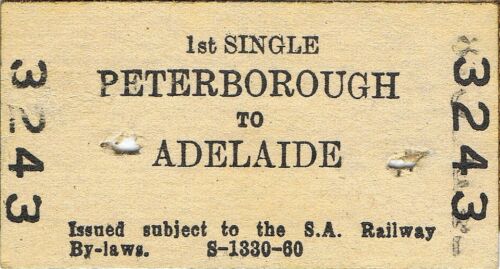 1st SINGLE
PETERBOROUGH
TO
ADELAIDE
Issued subject to the S.A. Railway
By-laws. S-1330-60
3243
3243